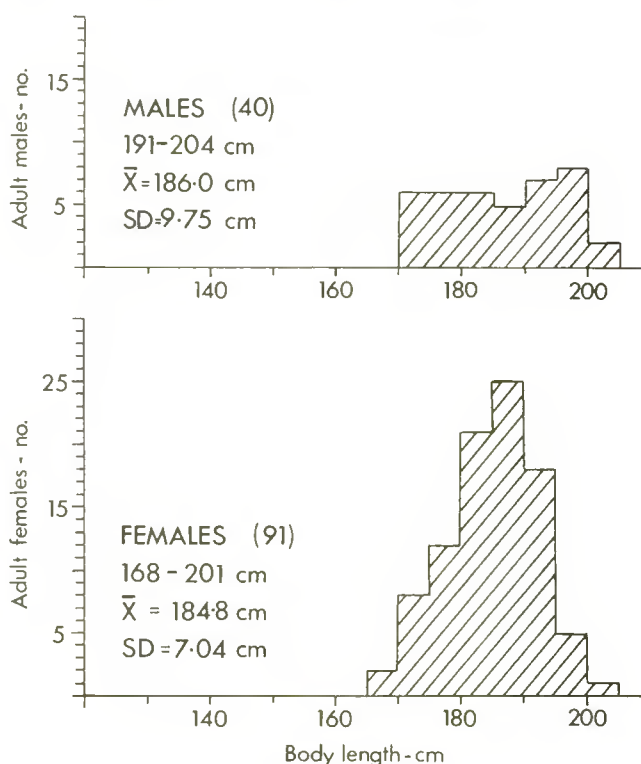 Adult males - no.
15
5
MALES (40)
191-204 cm
X̄=186·0 cm
SD=9·75 cm
140 160 180 200
Adult females - no.
25
15
5
FEMALES (91)
168-201 cm
X̄ = 184·8 cm
SD=7·04 cm
140 160 180 200
Body length-cm